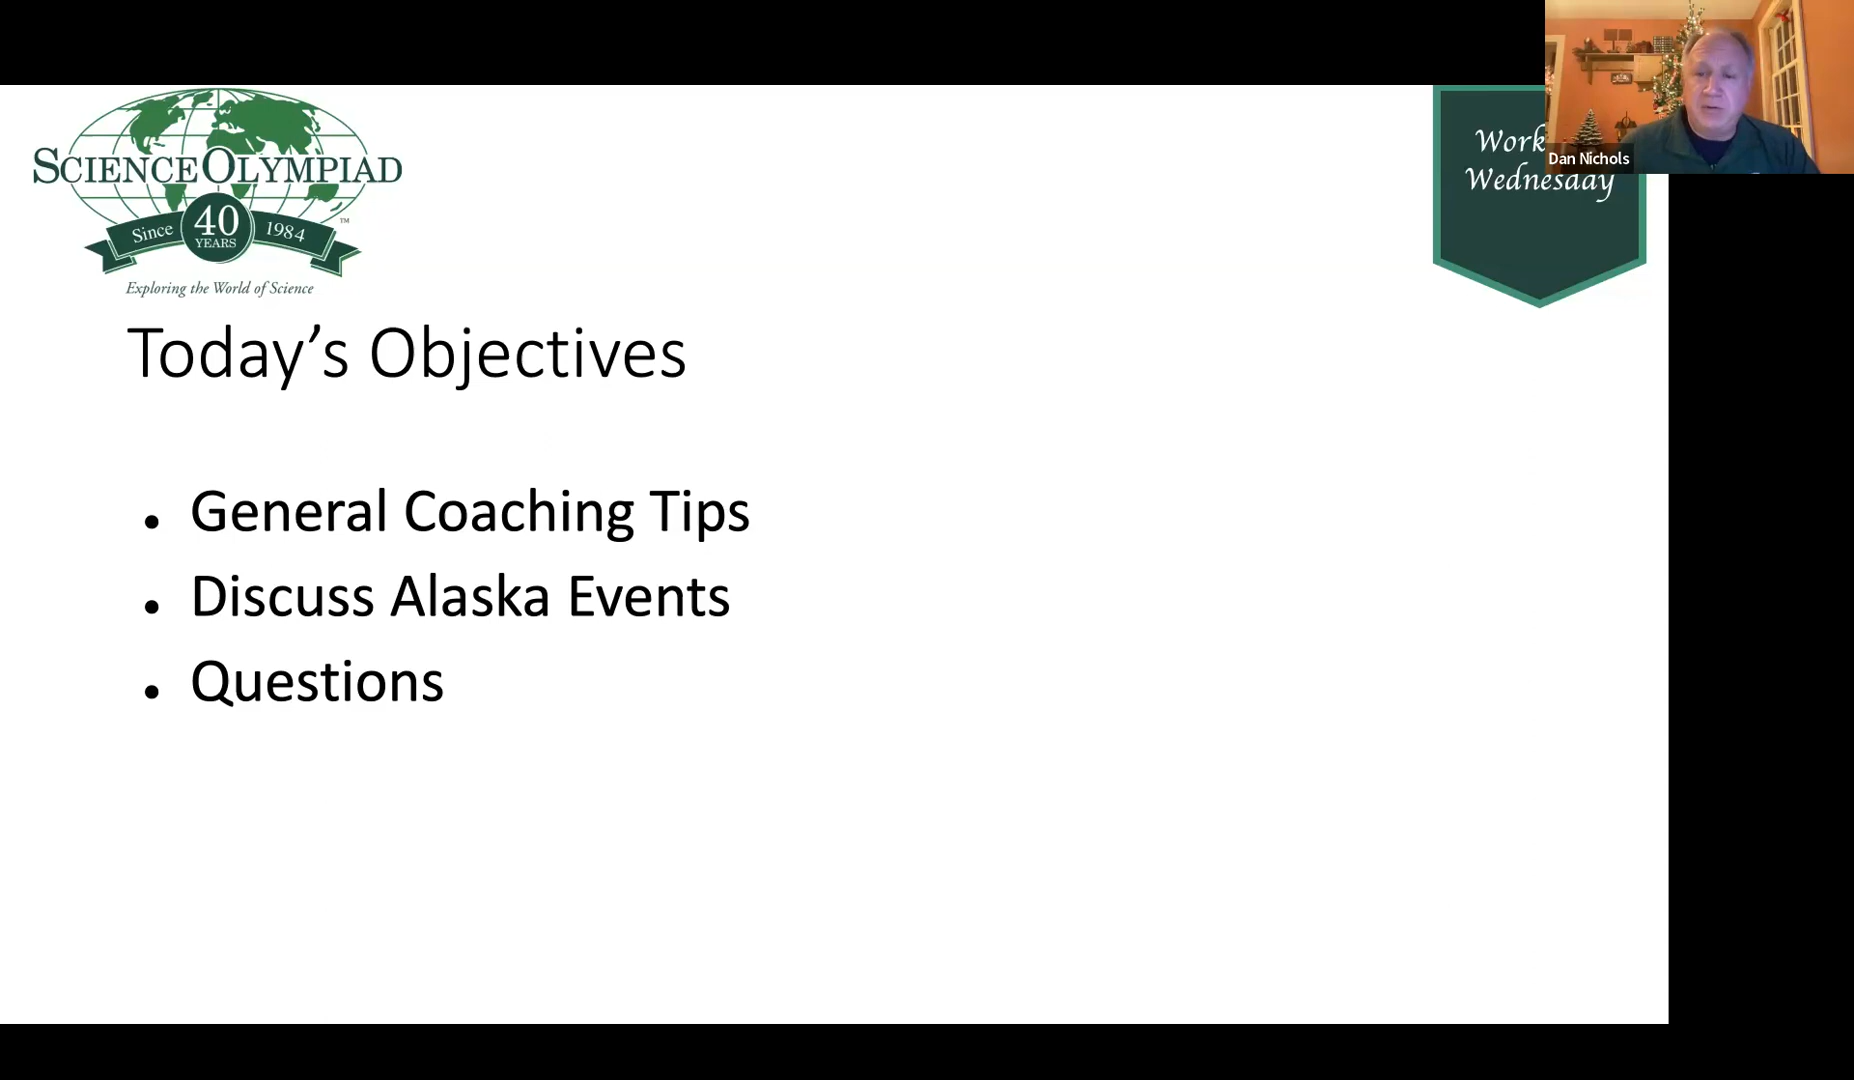 SCIENCE OLYMPIAD
Since 40 YEARS 1984
™
Exploring the World of Science
Today’s Objectives
• General Coaching Tips
• Discuss Alaska Events
• Questions
Wednesday
Dan Nichols